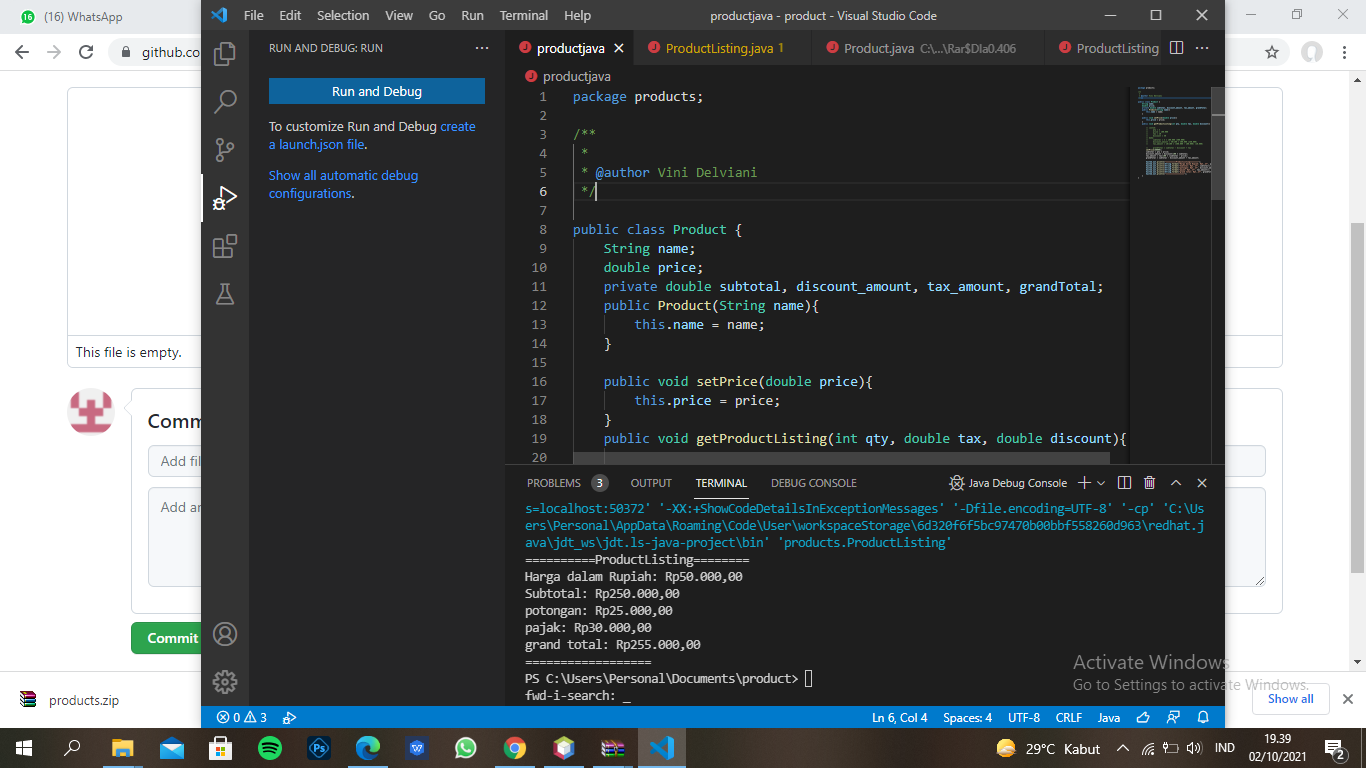 (16) WhatsApp
github.co
This file is empty.
Comm
Add fil
Add an
Commit
products.zip
Show all
File Edit Selection View Go Run Terminal Help
productjava - product - Visual Studio Code
RUN AND DEBUG: RUN
Run and Debug
To customize Run and Debug create
a launch.json file.
Show all automatic debug
configurations.
productjava
ProductListing.java 1
Product.java C:\...\Rar$DIa0.406
ProductListing
productjava
1 package products;
2
3 /**
4 *
5 * @author Vini Delviani
6 */
7
8 public class Product {
9 String name;
10 double price;
11 private double subtotal, discount_amount, tax_amount, grandTotal;
12 public Product(String name){
13 this.name = name;
14 }
15
16 public void setPrice(double price){
17 this.price = price;
18 }
19 public void getProductListing(int qty, double tax, double discount){
20
PROBLEMS 3 OUTPUT TERMINAL DEBUG CONSOLE
Java Debug Console
s=localhost:50372' '-XX:+ShowCodeDetailsInExceptionMessages' '-Dfile.encoding=UTF-8' '-cp' 'C:\Us
ers\Personal\AppData\Roaming\Code\User\workspaceStorage\6d320f6f5bc97470b00bbf558260d963\redhat.j
ava\jdt_ws\jdt.ls-java-project\bin' 'products.ProductListing'
==========ProductListing========
Harga dalam Rupiah: Rp50.000,00
Subtotal: Rp250.000,00
potongan: Rp25.000,00
pajak: Rp30.000,00
grand total: Rp255.000,00
==================
PS C:\Users\Personal\Documents\product>
fwd-i-search: _
Activate Windows
Go to Settings to activate Windows.
0 3
Ln 6, Col 4 Spaces: 4 UTF-8 CRLF Java
29°C Kabut
IND
19.39
02/10/2021
2